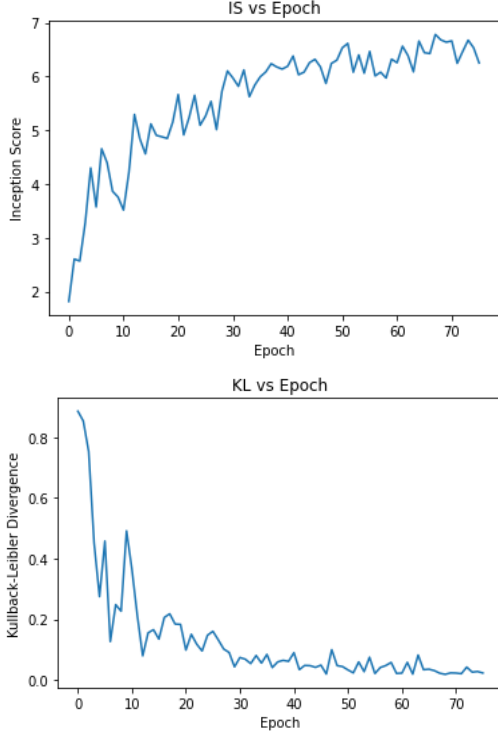 IS vs Epoch
7
6
5
4
3
2
Inception Score
0 10 20 30 40 50 60 70
Epoch
KL vs Epoch
0.8
0.6
0.4
0.2
0.0
Kullback-Leibler Divergence
0 10 20 30 40 50 60 70
Epoch